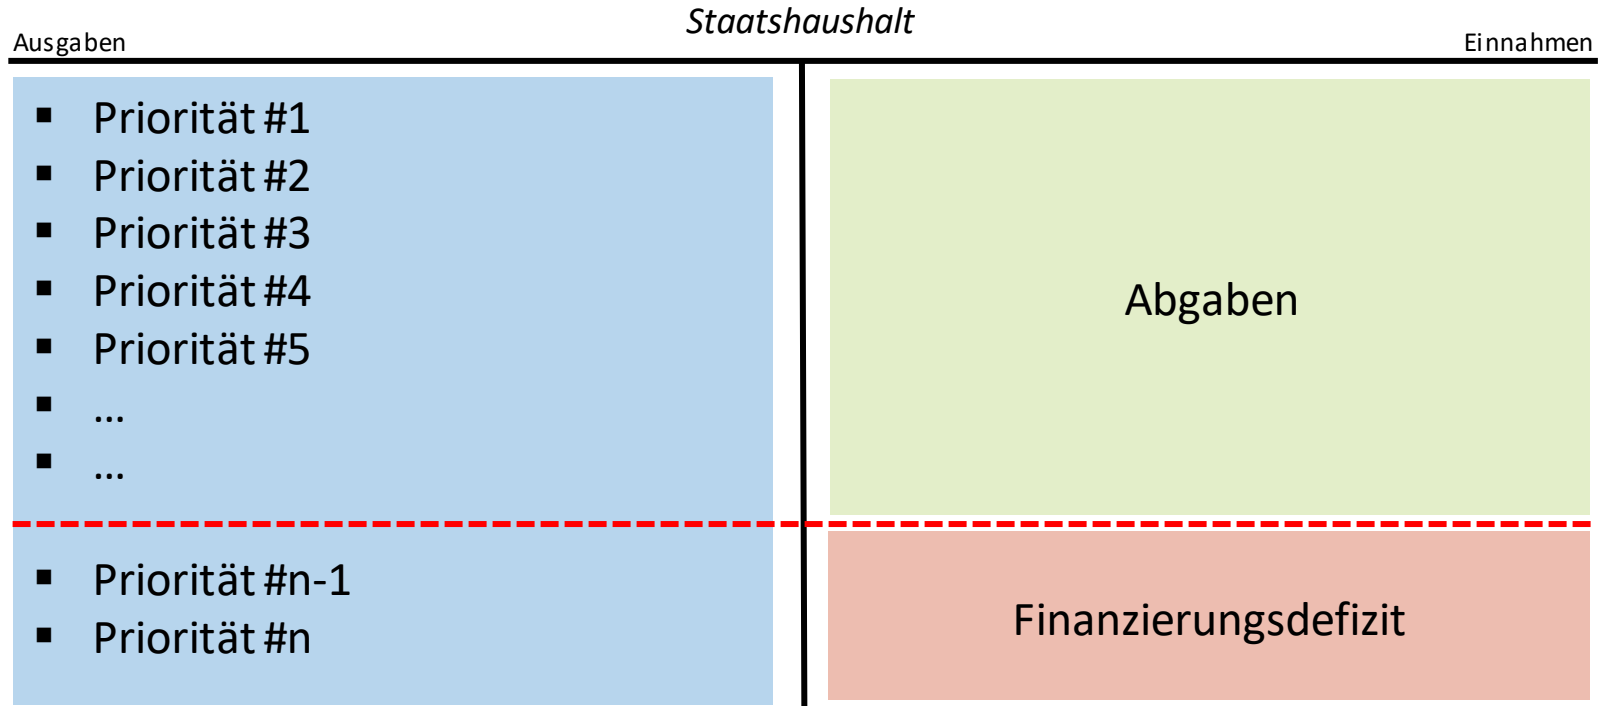 Staatshaushalt
Ausgaben
Einnahmen
▪ Priorität #1
▪ Priorität #2
▪ Priorität #3
▪ Priorität #4
▪ Priorität #5
▪ ...
▪ ...
▪ Priorität #n-1
▪ Priorität #n
Abgaben
Finanzierungsdefizit